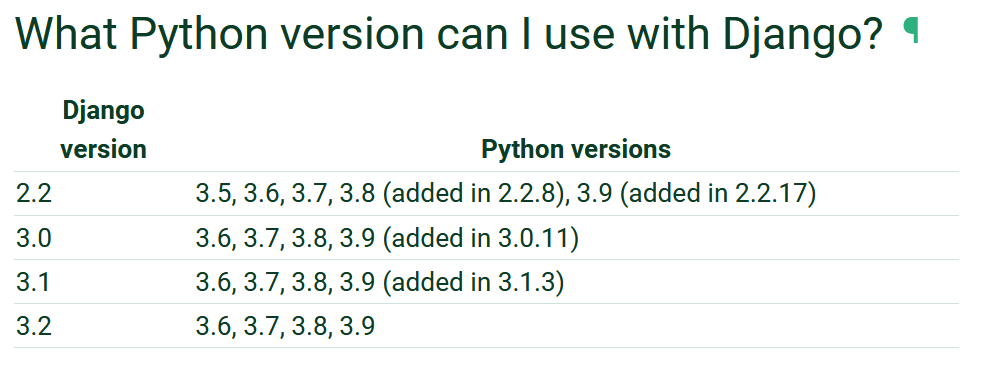 What Python version can I use with Django? ¶
Django
version
Python versions
2.2 3.5, 3.6, 3.7, 3.8 (added in 2.2.8), 3.9 (added in 2.2.17)
3.0 3.6, 3.7, 3.8, 3.9 (added in 3.0.11)
3.1 3.6, 3.7, 3.8, 3.9 (added in 3.1.3)
3.2 3.6, 3.7, 3.8, 3.9